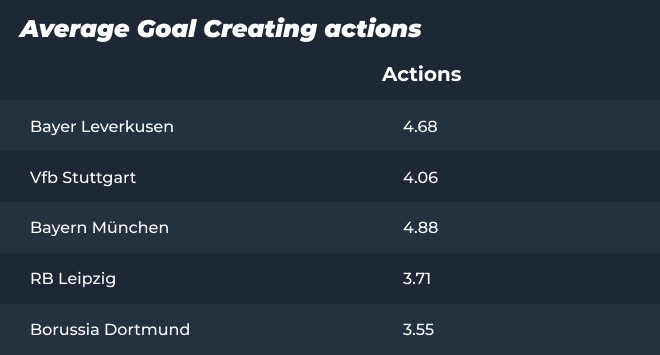 Average Goal Creating actions
Actions
Bayer Leverkusen 4.68
Vfb Stuttgart 4.06
Bayern München 4.88
RB Leipzig 3.71
Borussia Dortmund 3.55